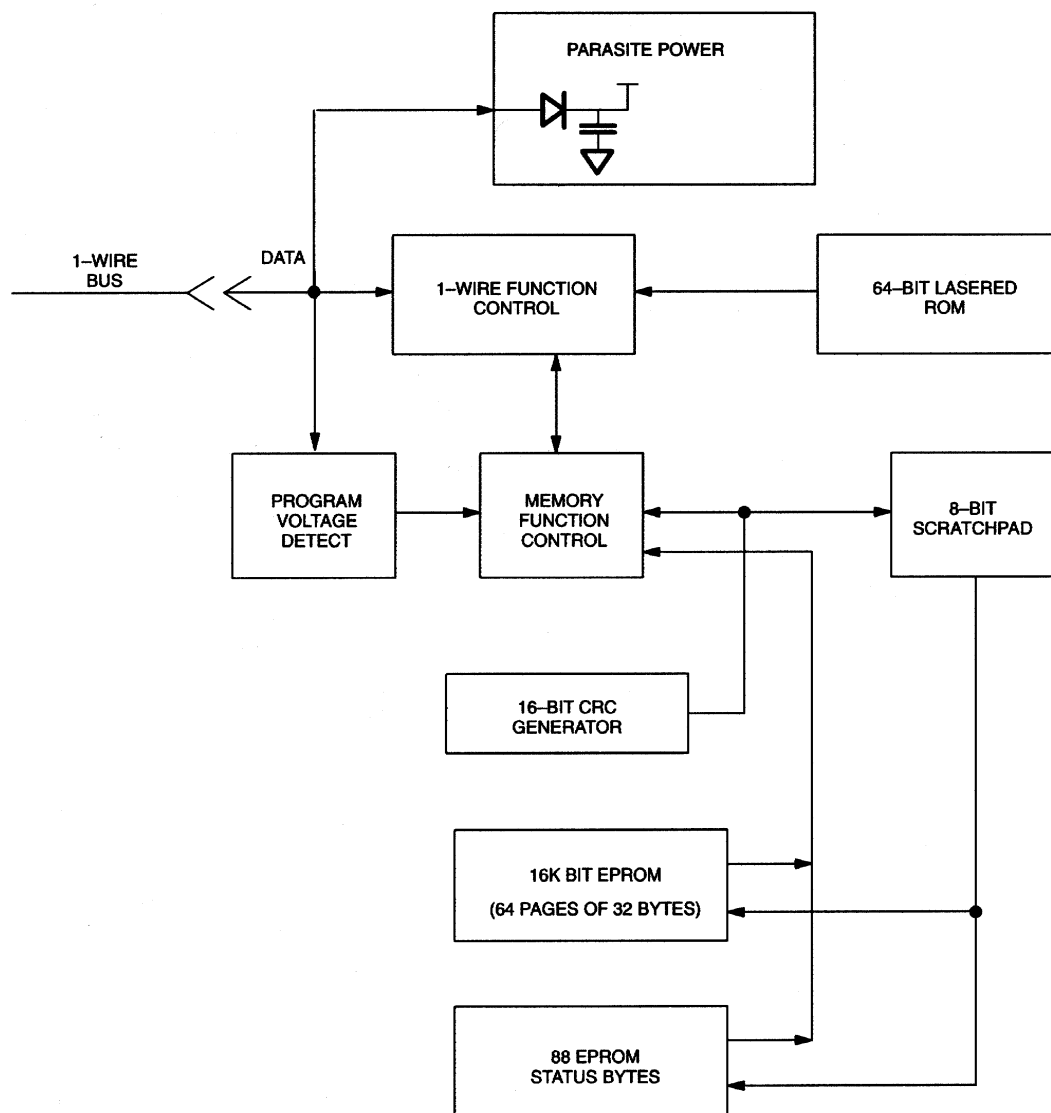 PARASITE POWER
1–WIRE
BUS
DATA
1–WIRE FUNCTION
CONTROL
64–BIT LASERED
ROM
PROGRAM
VOLTAGE
DETECT
MEMORY
FUNCTION
CONTROL
8–BIT
SCRATCHPAD
16–BIT CRC
GENERATOR
16K BIT EPROM
(64 PAGES OF 32 BYTES)
88 EPROM
STATUS BYTES